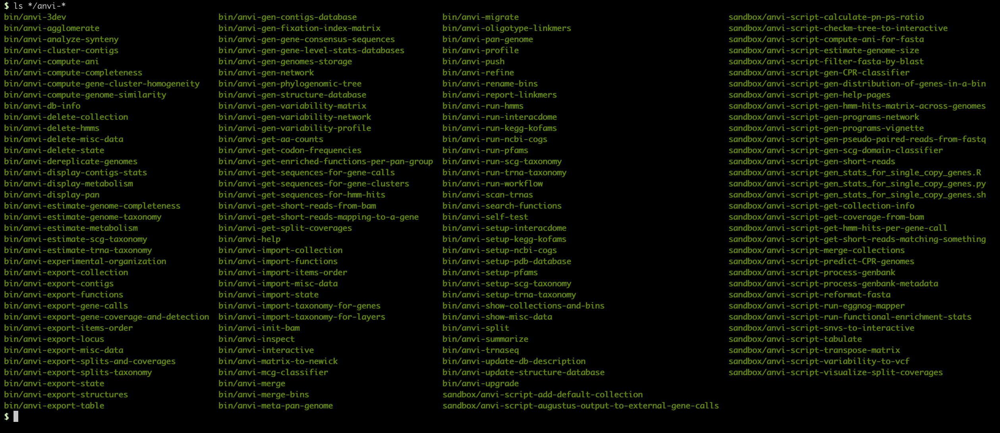 $ ls */anvi-*
bin/anvi-3dev bin/anvi-gen-contigs-database bin/anvi-migrate sandbox/anvi-script-calculate-pn-ps-ratio
bin/anvi-agglomerate bin/anvi-gen-fixation-index-matrix bin/anvi-oligotype-linkmers sandbox/anvi-script-checkm-tree-to-interactive
bin/anvi-analyze-synteny bin/anvi-gen-gene-consensus-sequences bin/anvi-pan-genome sandbox/anvi-script-compute-ani-for-fasta
bin/anvi-cluster-contigs bin/anvi-gen-gene-level-stats-databases bin/anvi-profile sandbox/anvi-script-estimate-genome-size
bin/anvi-compute-ani bin/anvi-gen-genomes-storage bin/anvi-push sandbox/anvi-script-filter-fasta-by-blast
bin/anvi-compute-completeness bin/anvi-gen-network bin/anvi-refine sandbox/anvi-script-gen-CPR-classifier
bin/anvi-compute-gene-cluster-homogeneity bin/anvi-gen-phylogenomic-tree bin/anvi-rename-bins sandbox/anvi-script-gen-distribution-of-genes-in-a-bin
bin/anvi-compute-genome-similarity bin/anvi-gen-structure-database bin/anvi-report-linkmers sandbox/anvi-script-gen-help-pages
bin/anvi-db-info bin/anvi-gen-variability-matrix bin/anvi-run-hmms sandbox/anvi-script-gen-hmm-hits-matrix-across-genomes
bin/anvi-delete-collection bin/anvi-gen-variability-network bin/anvi-run-interacdome sandbox/anvi-script-gen-programs-network
bin/anvi-delete-hmms bin/anvi-gen-variability-profile bin/anvi-run-kegg-kofams sandbox/anvi-script-gen-programs-vignette
bin/anvi-delete-misc-data bin/anvi-get-aa-counts bin/anvi-run-ncbi-cogs sandbox/anvi-script-gen-pseudo-paired-reads-from-fastq
bin/anvi-delete-state bin/anvi-get-codon-frequencies bin/anvi-run-pfams sandbox/anvi-script-gen-scg-domain-classifier
bin/anvi-dereplicate-genomes bin/anvi-get-enriched-functions-per-pan-group bin/anvi-run-scg-taxonomy sandbox/anvi-script-gen-short-reads
bin/anvi-display-contigs-stats bin/anvi-get-sequences-for-gene-calls bin/anvi-run-trna-taxonomy sandbox/anvi-script-gen_stats_for_single_copy_genes.R
bin/anvi-display-metabolism bin/anvi-get-sequences-for-gene-clusters bin/anvi-run-workflow sandbox/anvi-script-gen_stats_for_single_copy_genes.py
bin/anvi-display-pan bin/anvi-get-sequences-for-hmm-hits bin/anvi-scan-trnas sandbox/anvi-script-gen_stats_for_single_copy_genes.sh
bin/anvi-estimate-genome-completeness bin/anvi-get-short-reads-from-bam bin/anvi-search-functions sandbox/anvi-script-get-collection-info
bin/anvi-estimate-genome-taxonomy bin/anvi-get-short-reads-mapping-to-a-gene bin/anvi-self-test sandbox/anvi-script-get-coverage-from-bam
bin/anvi-estimate-metabolism bin/anvi-get-split-coverages bin/anvi-setup-interacdome sandbox/anvi-script-get-hmm-hits-per-gene-call
bin/anvi-estimate-scg-taxonomy bin/anvi-help bin/anvi-setup-kegg-kofams sandbox/anvi-script-get-short-reads-matching-something
bin/anvi-estimate-trna-taxonomy bin/anvi-import-collection bin/anvi-setup-ncbi-cogs sandbox/anvi-script-merge-collections
bin/anvi-experimental-organization bin/anvi-import-functions bin/anvi-setup-pdb-database sandbox/anvi-script-predict-CPR-genomes
bin/anvi-export-collection bin/anvi-import-items-order bin/anvi-setup-pfams sandbox/anvi-script-process-genbank
bin/anvi-export-contigs bin/anvi-import-misc-data bin/anvi-setup-scg-taxonomy sandbox/anvi-script-process-genbank-metadata
bin/anvi-export-functions bin/anvi-import-state bin/anvi-setup-trna-taxonomy sandbox/anvi-script-reformat-fasta
bin/anvi-export-gene-calls bin/anvi-import-taxonomy-for-genes bin/anvi-show-collections-and-bins sandbox/anvi-script-run-eggnog-mapper
bin/anvi-export-gene-coverage-and-detection bin/anvi-import-taxonomy-for-layers bin/anvi-show-misc-data sandbox/anvi-script-run-functional-enrichment-stats
bin/anvi-export-items-order bin/anvi-init-bam bin/anvi-split sandbox/anvi-script-snvs-to-interactive
bin/anvi-export-locus bin/anvi-inspect bin/anvi-summarize sandbox/anvi-script-tabulate
bin/anvi-export-misc-data bin/anvi-interactive bin/anvi-trnaseq sandbox/anvi-script-transpose-matrix
bin/anvi-export-splits-and-coverages bin/anvi-matrix-to-newick bin/anvi-update-db-description sandbox/anvi-script-variability-to-vcf
bin/anvi-export-splits-taxonomy bin/anvi-mcg-classifier bin/anvi-update-structure-database sandbox/anvi-script-visualize-split-coverages
bin/anvi-export-state bin/anvi-merge bin/anvi-upgrade
bin/anvi-export-structures bin/anvi-merge-bins sandbox/anvi-script-add-default-collection
bin/anvi-export-table bin/anvi-meta-pan-genome sandbox/anvi-script-augustus-output-to-external-gene-calls
$